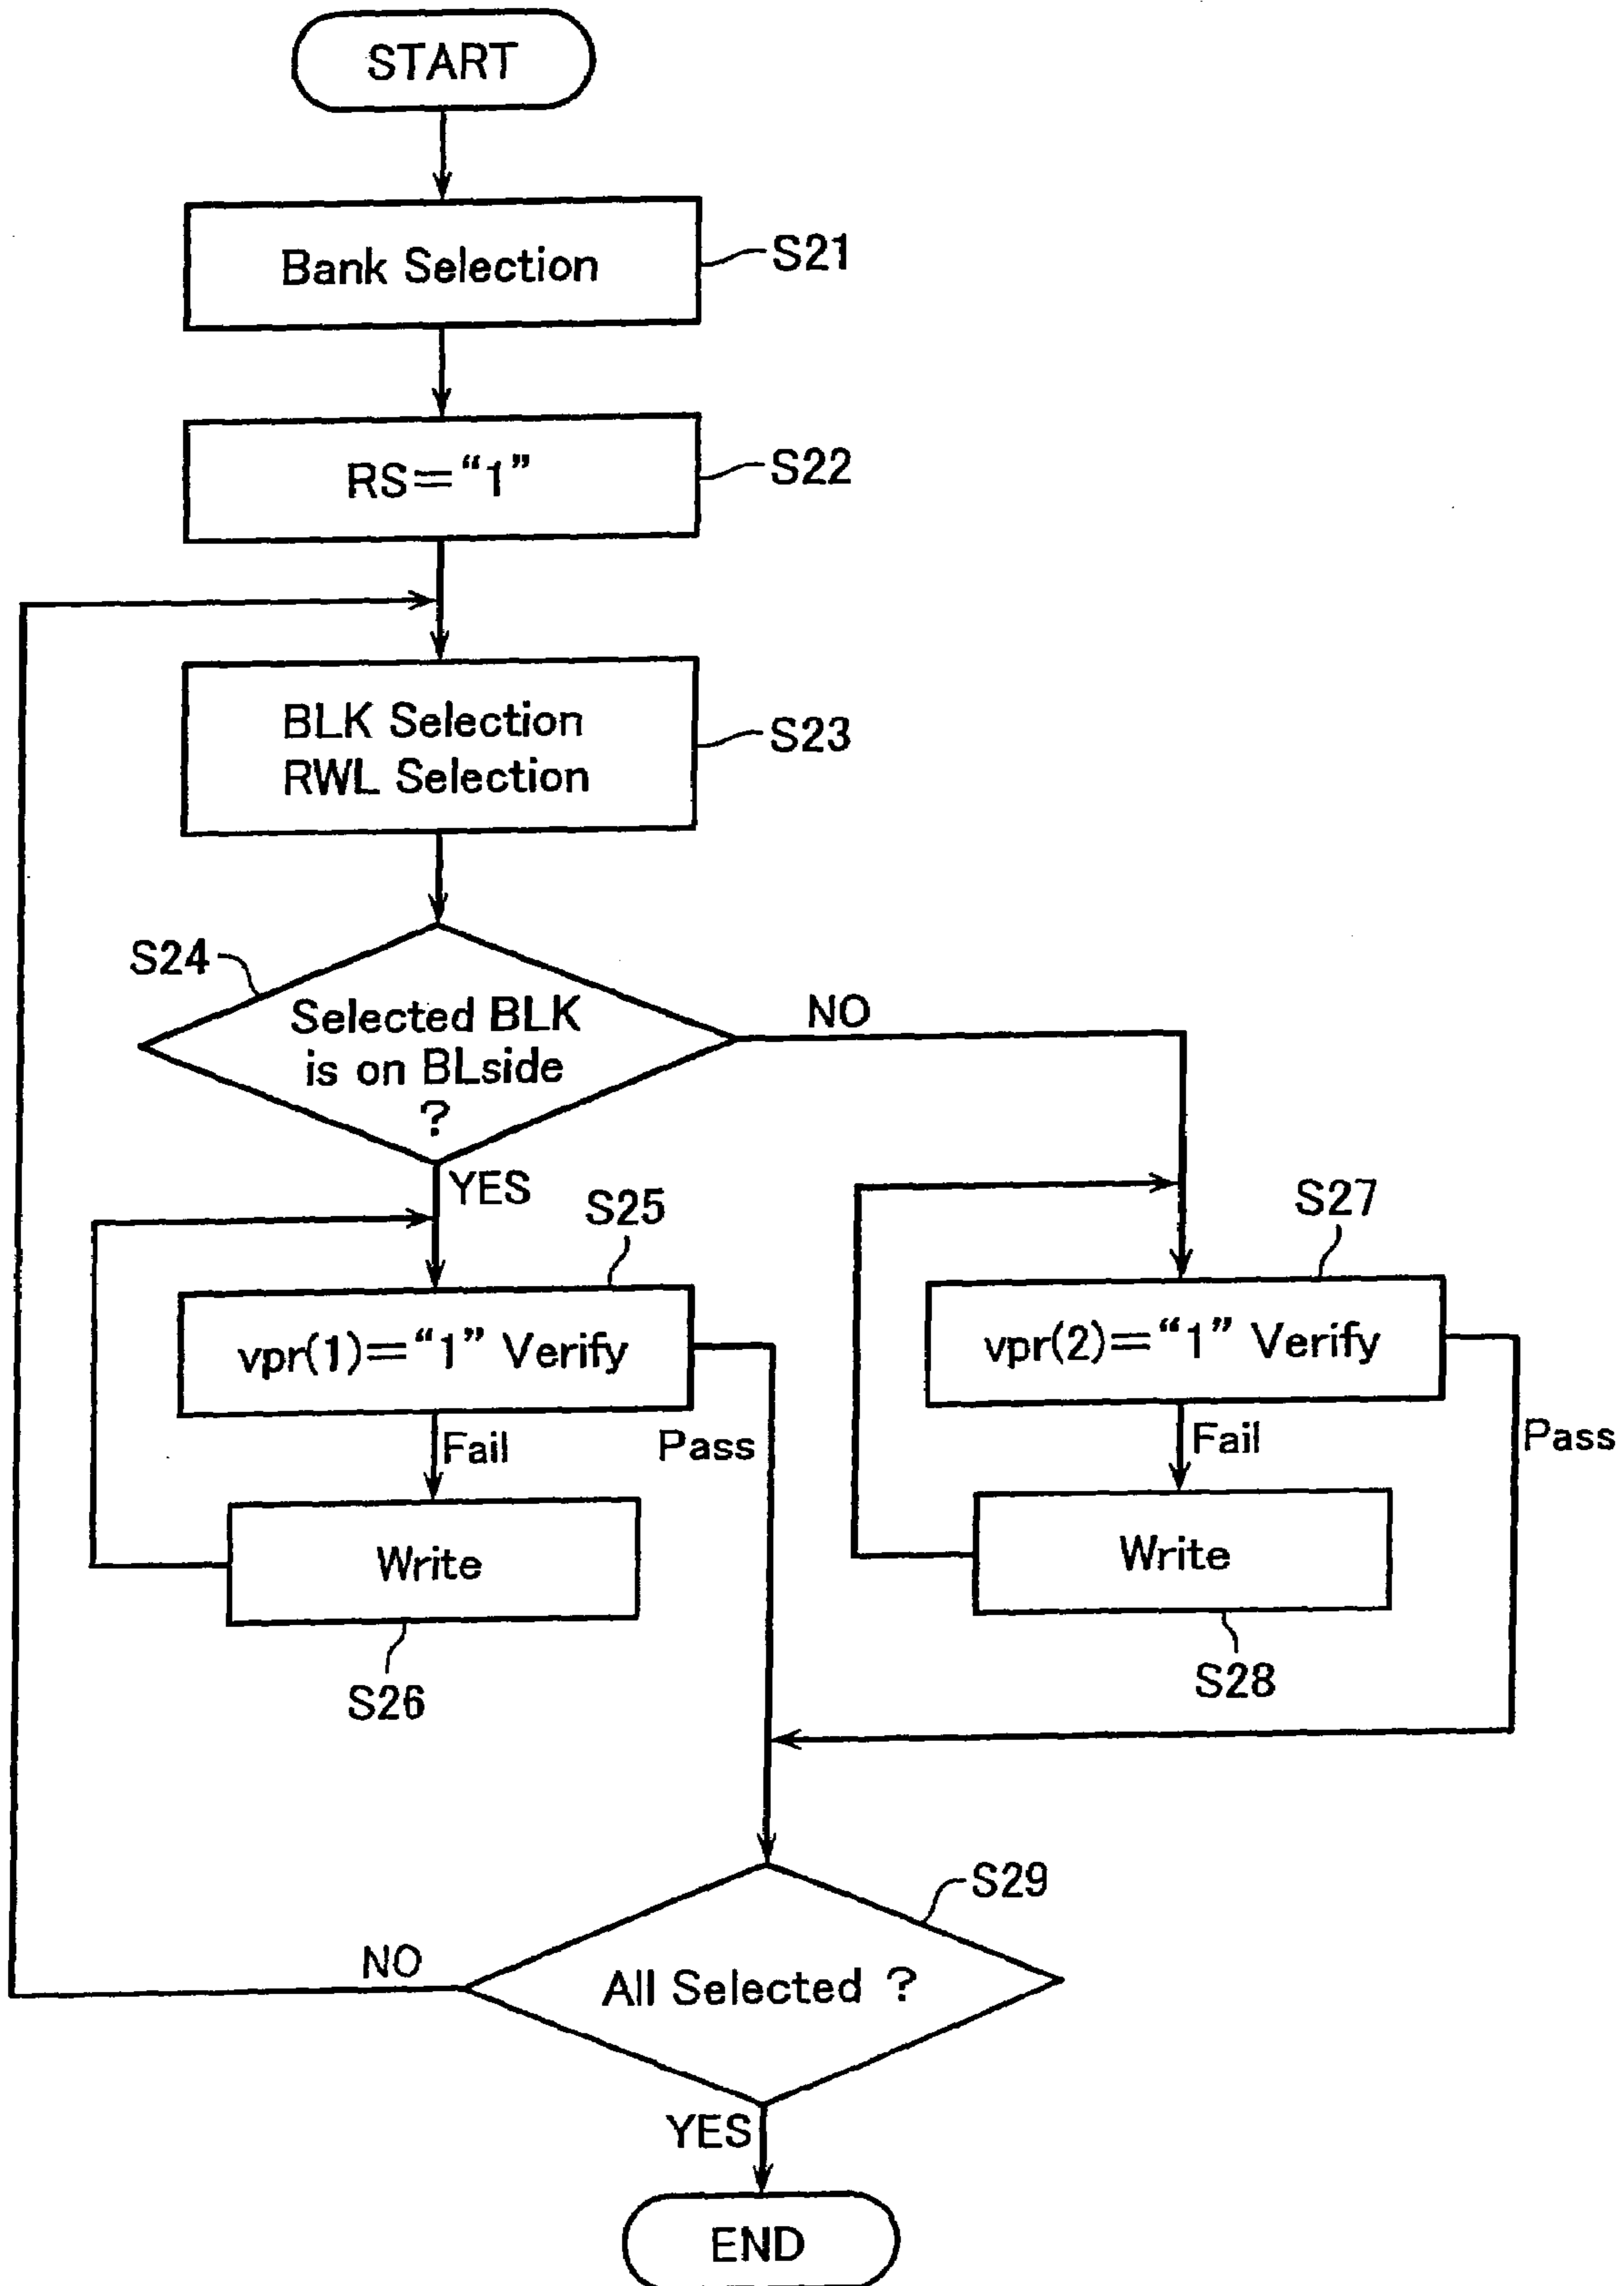 START
Bank Selection
S21
RS="1"
S22
BLK Selection
RWL Selection
S23
S24
Selected BLK
is on BLside
?
NO
YES
S25
vpr(1)="1" Verify
Fail
Pass
Write
S26
S27
vpr(2)="1" Verify
Fail
Pass
Write
S28
S29
All Selected ?
NO
YES
END